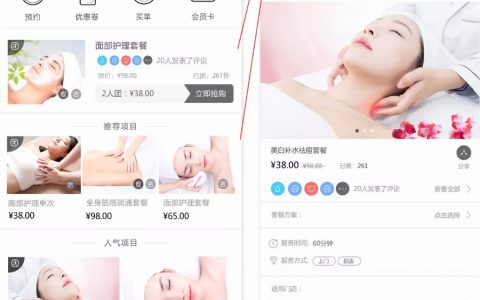 预约
优惠卷
买单
会员卡
面部护理套餐
20人发表了评论
原价：¥98.00
已团：261份
2人团：¥38.00
立即抢购
推荐项目
胸部护理单次
¥38.00
全身筋络疏通套餐
¥98.00
面部护理套餐
¥65.00
人气项目
美白补水祛痘套餐
¥38.00
¥58.00
已售：261
分享
20人发表了评论
查看全部
套餐方案：
点击选择
服务时间：60分钟
服务方式：
上门
到店
适用门店：